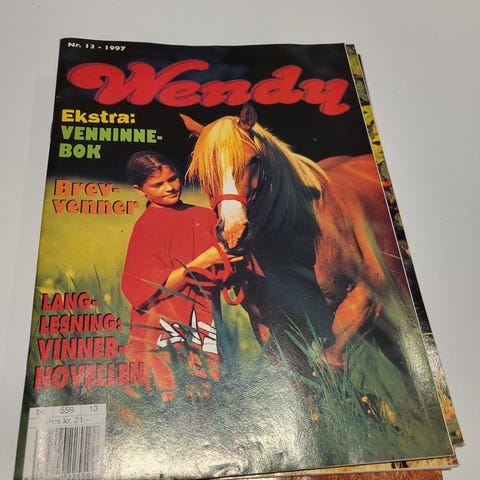 Nr. 13 - 1997
Wendy
Ekstra:
VENNINNE-
BOK
Brev-
venner
LANG-
LESNING:
VINNER-
NOVELLEN
559 13
Pris kr. 21,-